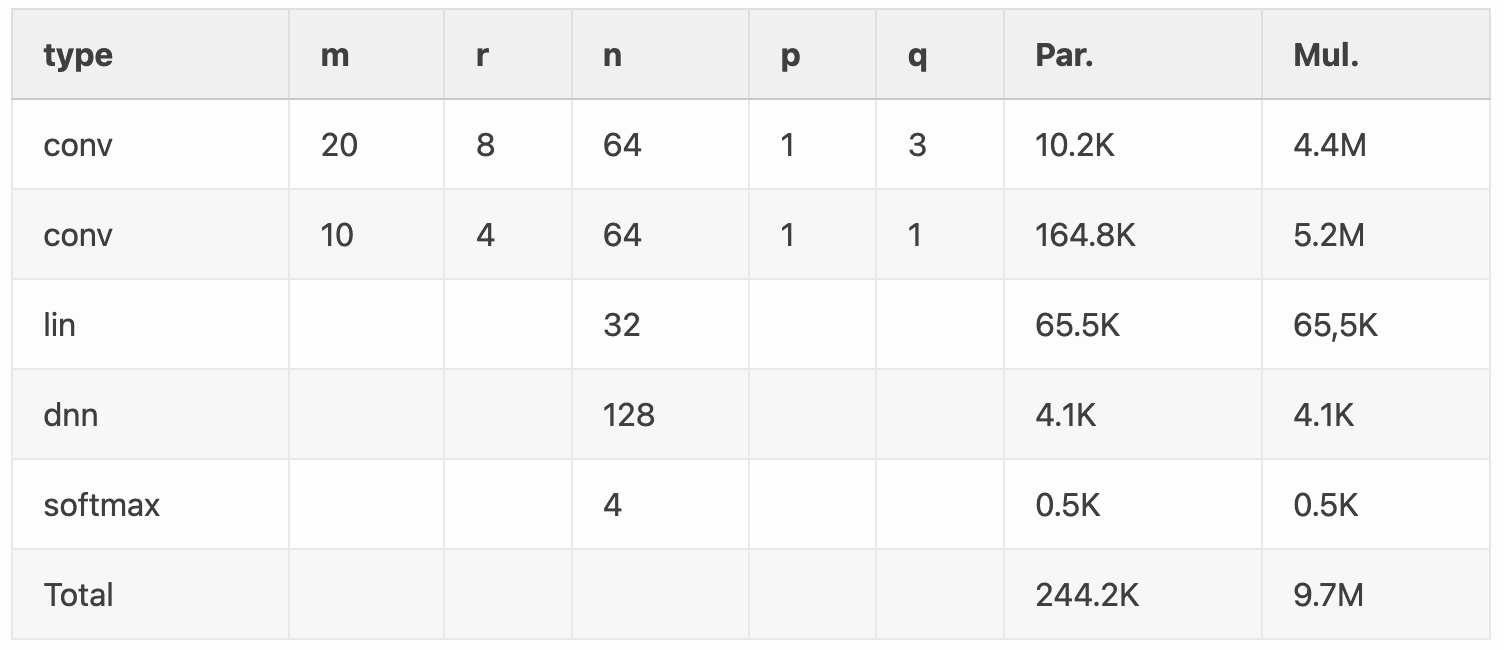 type m r n p q Par. Mul.
conv 20 8 64 1 3 10.2K 4.4M
conv 10 4 64 1 1 164.8K 5.2M
lin 32 65.5K 65,5K
dnn 128 4.1K 4.1K
softmax 4 0.5K 0.5K
Total 244.2K 9.7M